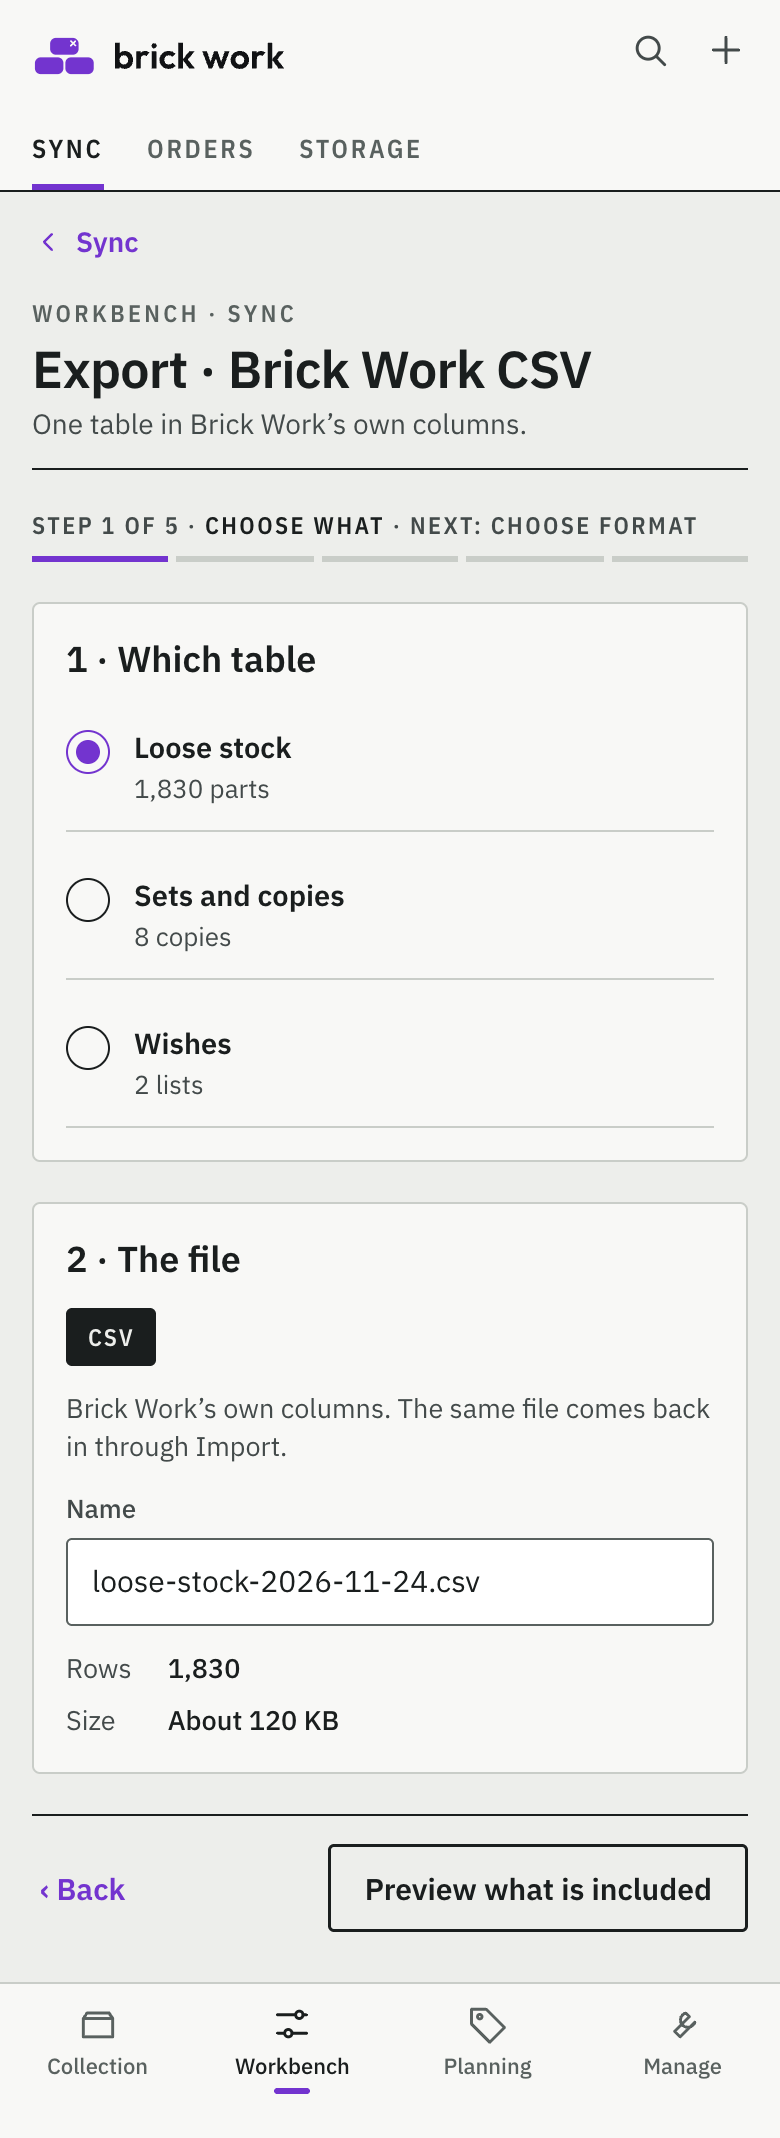 brick work
SYNC ORDERS STORAGE
Sync
WORKBENCH · SYNC
Export · Brick Work CSV
One table in Brick Work’s own columns.
STEP 1 OF 5 · CHOOSE WHAT · NEXT: CHOOSE FORMAT
1 · Which table
Loose stock
1,830 parts
Sets and copies
8 copies
Wishes
2 lists
2 · The file
CSV
Brick Work’s own columns. The same file comes back
in through Import.
Name
loose-stock-2026-11-24.csv
Rows 1,830
Size About 120 KB
‹ Back Preview what is included
Collection Workbench Planning Manage